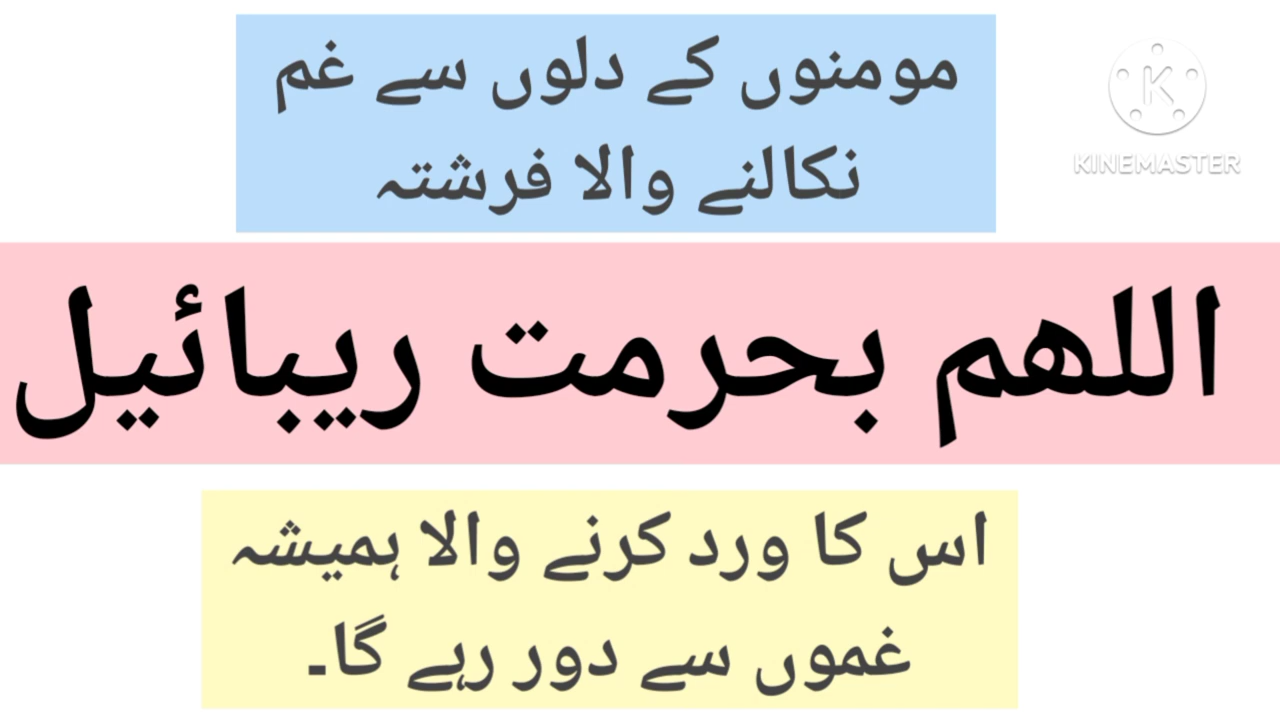 مومنوں کے دلوں سے غم
نکالنے والا فرشتہ
KINEMASTER
اللهم بحرمت ریبائیل
اس کا ورد کرنے والا ہمیشہ
غموں سے دور رہے گا۔